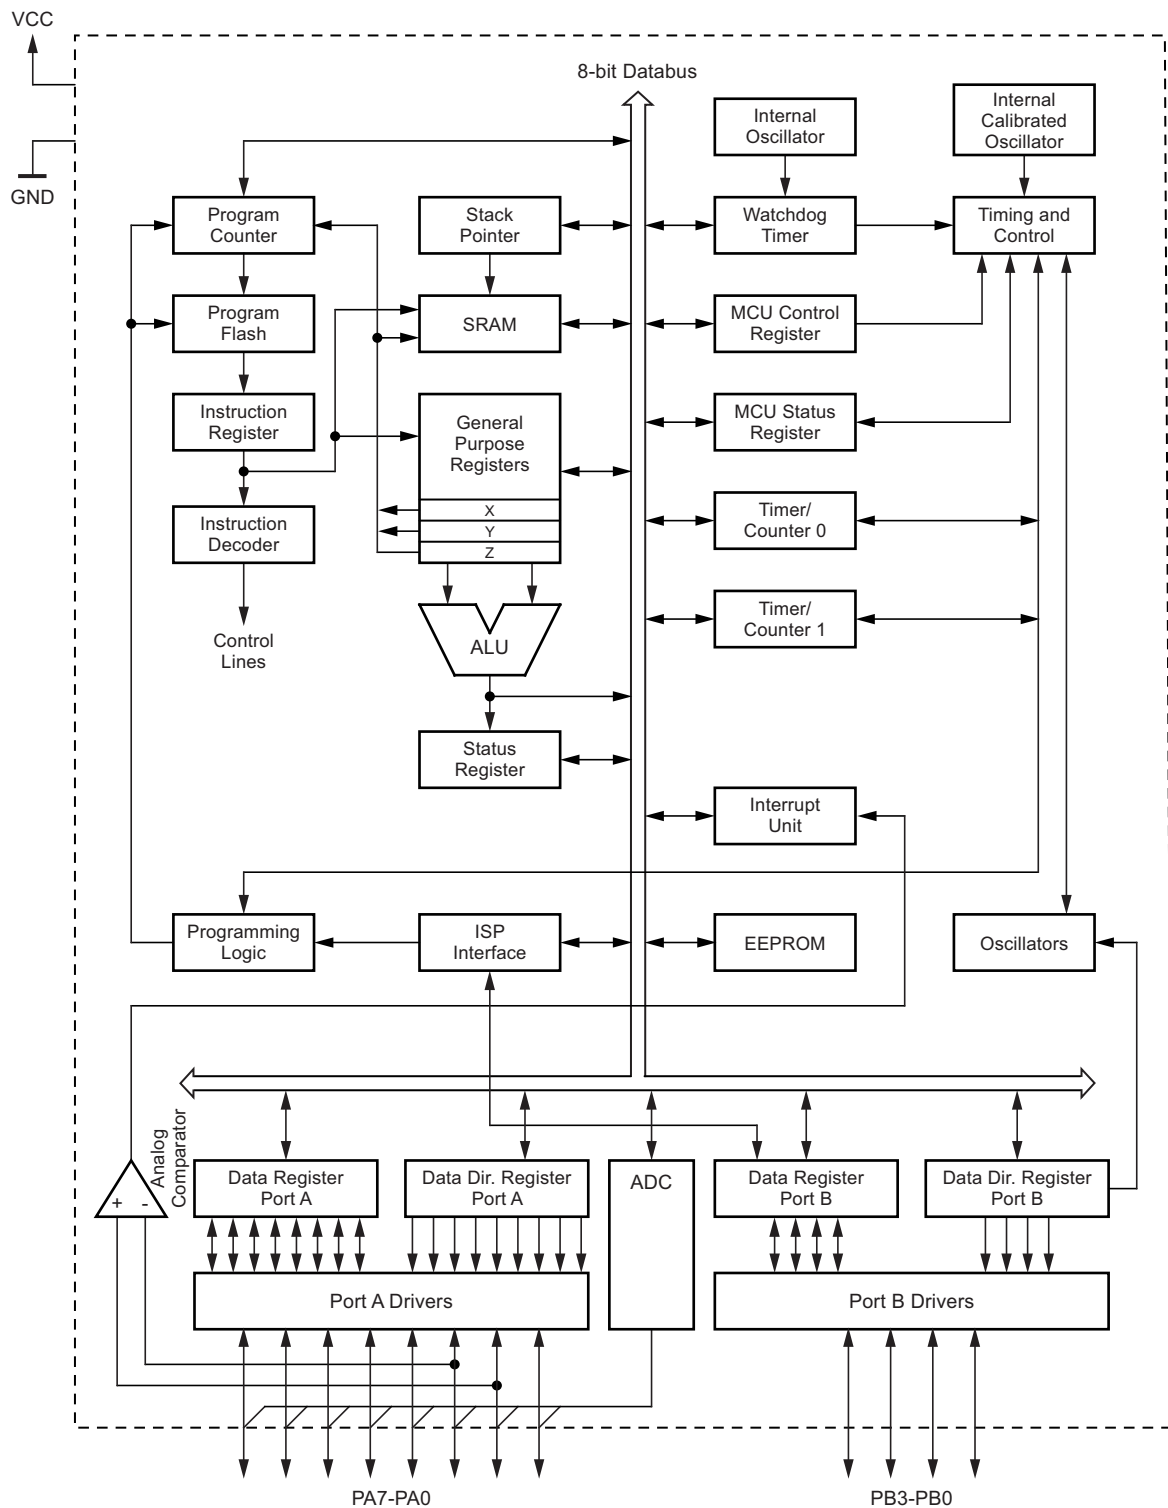 VCC
GND
8-bit Databus
Internal
Oscillator
Internal
Calibrated
Oscillator
Program
Counter
Stack
Pointer
Watchdog
Timer
Timing and
Control
Program
Flash
SRAM
MCU Control
Register
Instruction
Register
General
Purpose
Registers
X
Y
Z
MCU Status
Register
Instruction
Decoder
Timer/
Counter 0
Control
Lines
ALU
Timer/
Counter 1
Status
Register
Interrupt
Unit
Programming
Logic
ISP
Interface
EEPROM
Oscillators
Analog
Comparator
+ -
Data Register
Port A
Data Dir. Register
Port A
ADC
Data Register
Port B
Data Dir. Register
Port B
Port A Drivers
Port B Drivers
PA7-PA0
PB3-PB0